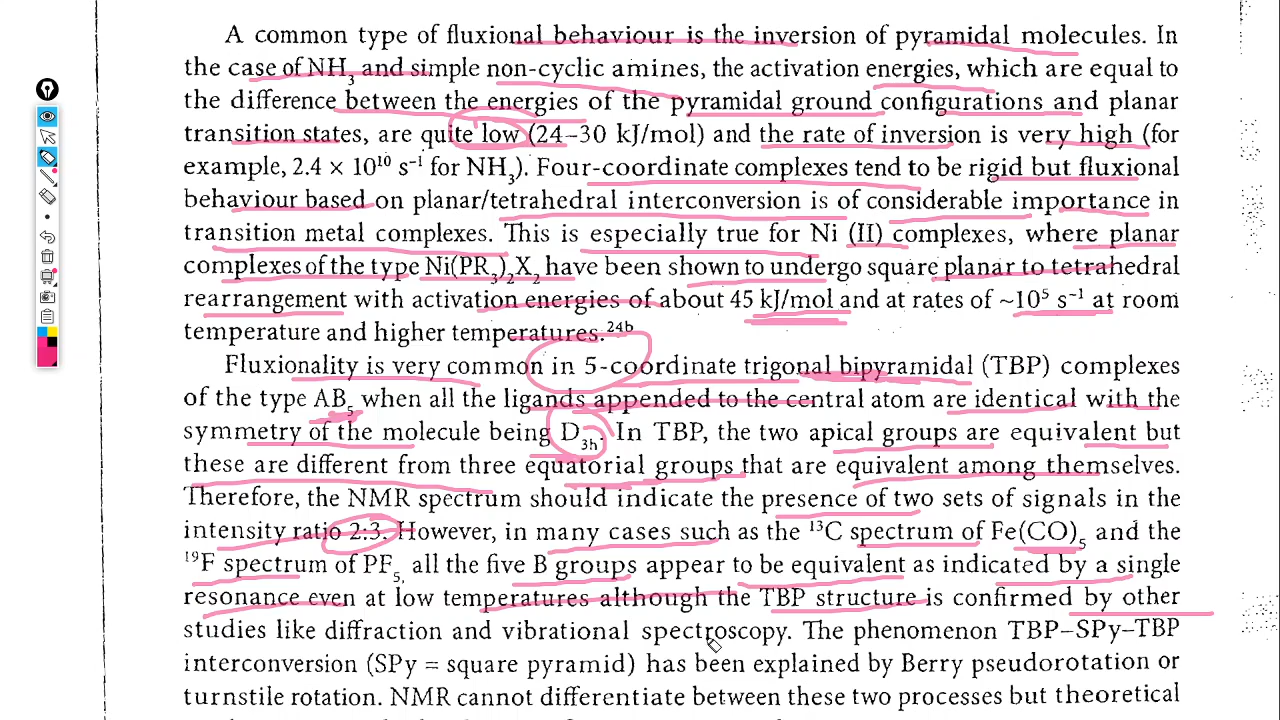 A common type of fluxional behaviour is the inversion of pyramidal molecules. In
the case of NH₃ and simple non-cyclic amines, the activation energies, which are equal to
the difference between the energies of the pyramidal ground configurations and planar
transition states, are quite low (24–30 kJ/mol) and the rate of inversion is very high (for
example, 2.4 × 10¹⁰ s⁻¹ for NH₃). Four-coordinate complexes tend to be rigid but fluxional
behaviour based on planar/tetrahedral interconversion is of considerable importance in
transition metal complexes. This is especially true for Ni (II) complexes, where planar
complexes of the type Ni(PR₃)₂X₂ have been shown to undergo square planar to tetrahedral
rearrangement with activation energies of about 45 kJ/mol and at rates of ~10⁵ s⁻¹ at room
temperature and higher temperatures.²⁴ᵇ
Fluxionality is very common in 5-coordinate trigonal bipyramidal (TBP) complexes
of the type AB₅ when all the ligands appended to the central atom are identical with the
symmetry of the molecule being D₃ₕ. In TBP, the two apical groups are equivalent but
these are different from three equatorial groups that are equivalent among themselves.
Therefore, the NMR spectrum should indicate the presence of two sets of signals in the
intensity ratio 2:3. However, in many cases such as the ¹³C spectrum of Fe(CO)₅ and the
¹⁹F spectrum of PF₅, all the five B groups appear to be equivalent as indicated by a single
resonance even at low temperatures although the TBP structure is confirmed by other
studies like diffraction and vibrational spectroscopy. The phenomenon TBP–SPy–TBP
interconversion (SPy = square pyramid) has been explained by Berry pseudorotation or
turnstile rotation. NMR cannot differentiate between these two processes but theoretical